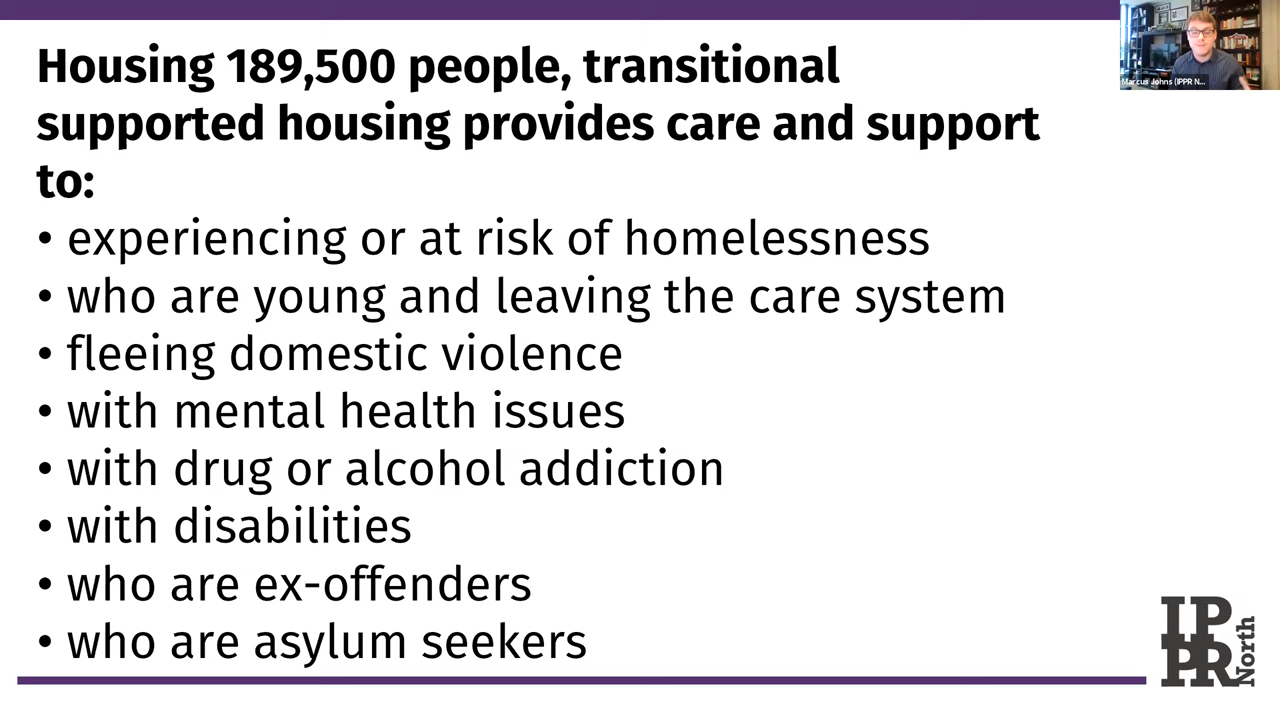 Housing 189,500 people, transitional
supported housing provides care and support
to:
• experiencing or at risk of homelessness
• who are young and leaving the care system
• fleeing domestic violence
• with mental health issues
• with drug or alcohol addiction
• with disabilities
• who are ex-offenders
• who are asylum seekers
Marcus Johns (IPPR N...
IP
PR
North